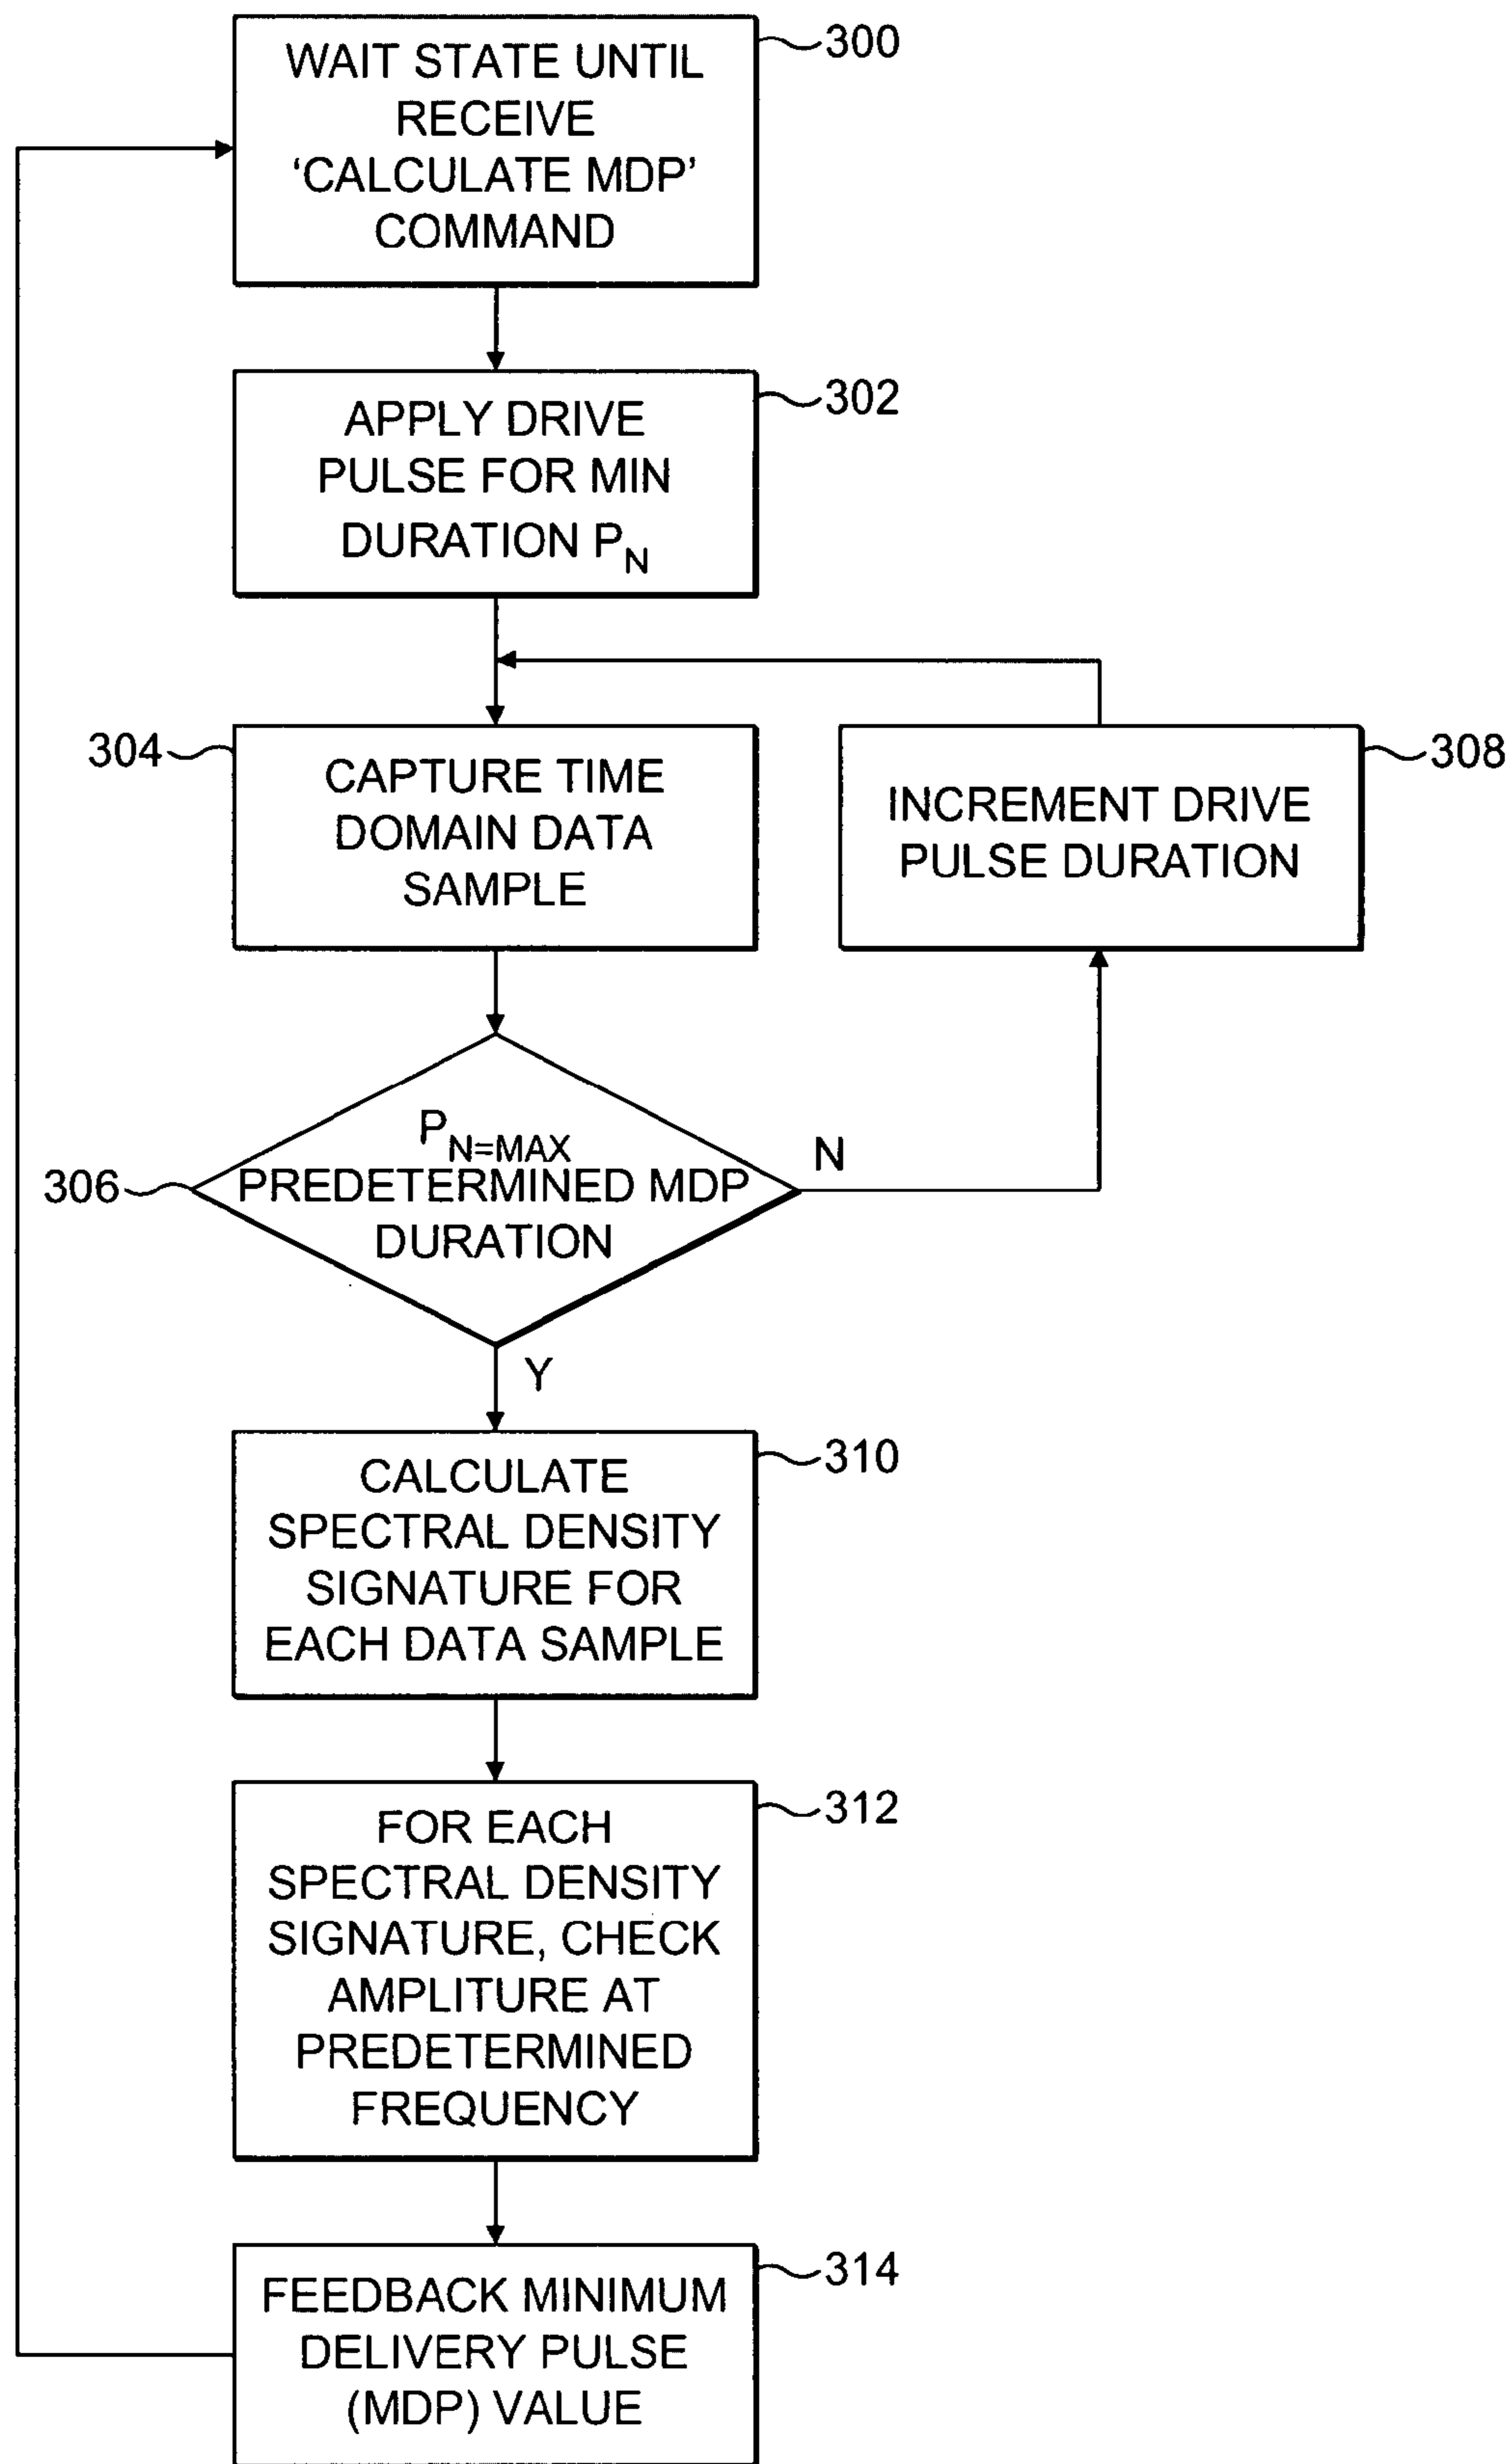 WAIT STATE UNTIL
RECEIVE
‘CALCULATE MDP’
COMMAND
300
APPLY DRIVE
PULSE FOR MIN
DURATION PN
302
304
CAPTURE TIME
DOMAIN DATA
SAMPLE
INCREMENT DRIVE
PULSE DURATION
308
306
PN=MAX
PREDETERMINED MDP
DURATION
N
Y
CALCULATE
SPECTRAL DENSITY
SIGNATURE FOR
EACH DATA SAMPLE
310
FOR EACH
SPECTRAL DENSITY
SIGNATURE, CHECK
AMPLITURE AT
PREDETERMINED
FREQUENCY
312
FEEDBACK MINIMUM
DELIVERY PULSE
(MDP) VALUE
314